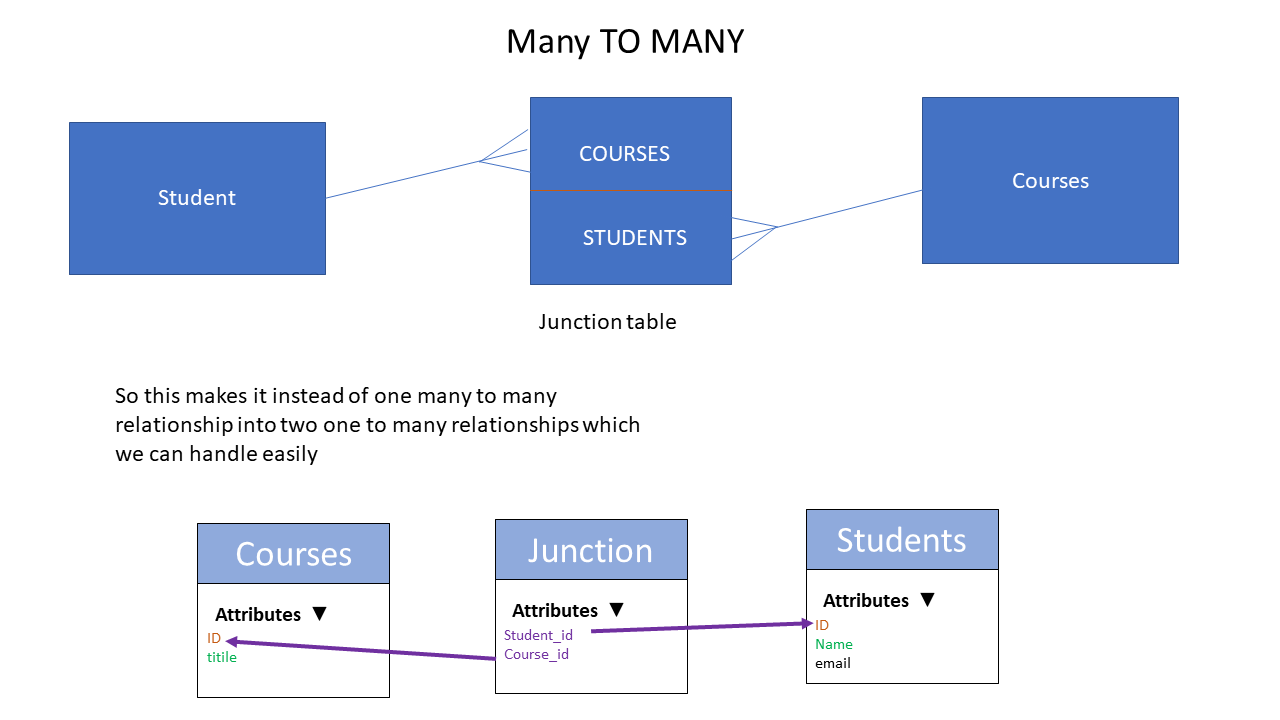 Many TO MANY
Student
COURSES
STUDENTS
Courses
Junction table
So this makes it instead of one many to many
relationship into two one to many relationships which
we can handle easily
Courses
Attributes ▼
ID
titile
Junction
Attributes ▼
Student_id
Course_id
Students
Attributes ▼
ID
Name
email